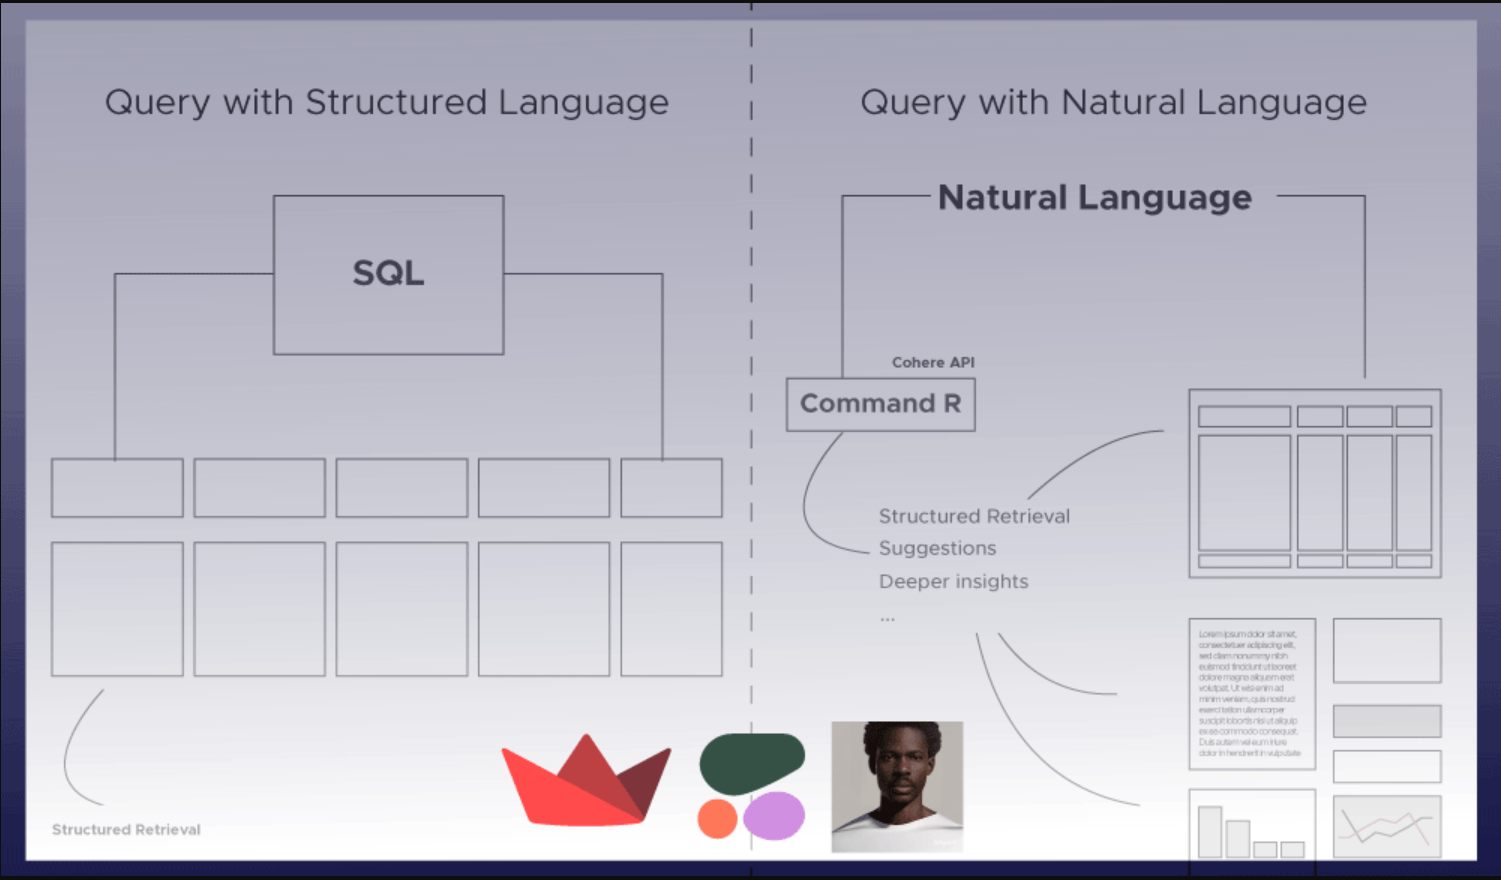 Query with Structured Language
SQL
Structured Retrieval
Query with Natural Language
Natural Language
Cohere API
Command R
Structured Retrieval
Suggestions
Deeper insights
...
Lorem ipsum dolor sit amet,
consectetuer adipiscing elit,
sed diam nonummy nibh
euismod tincidunt ut laoreet
dolore magna aliquam erat
volutpat. Ut wisi enim ad
minim veniam, quis nostrud
exerci tation ullamcorper
suscipit lobortis nisl ut aliquip
ex ea commodo consequat.
Duis autem vel eum iriure
dolor in hendrerit in vulputate